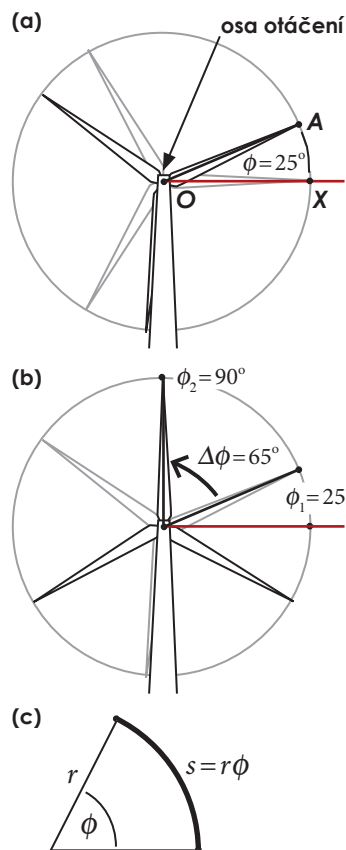 (a)
osa otáčení
A
ϕ=25°
O
X
(b)
ϕ₂=90°
Δϕ=65°
ϕ₁=25
(c)
r
s=rϕ
ϕ